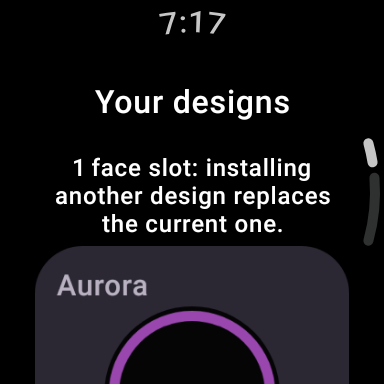 7:17
Your designs
1 face slot: installing
another design replaces
the current one.
Aurora